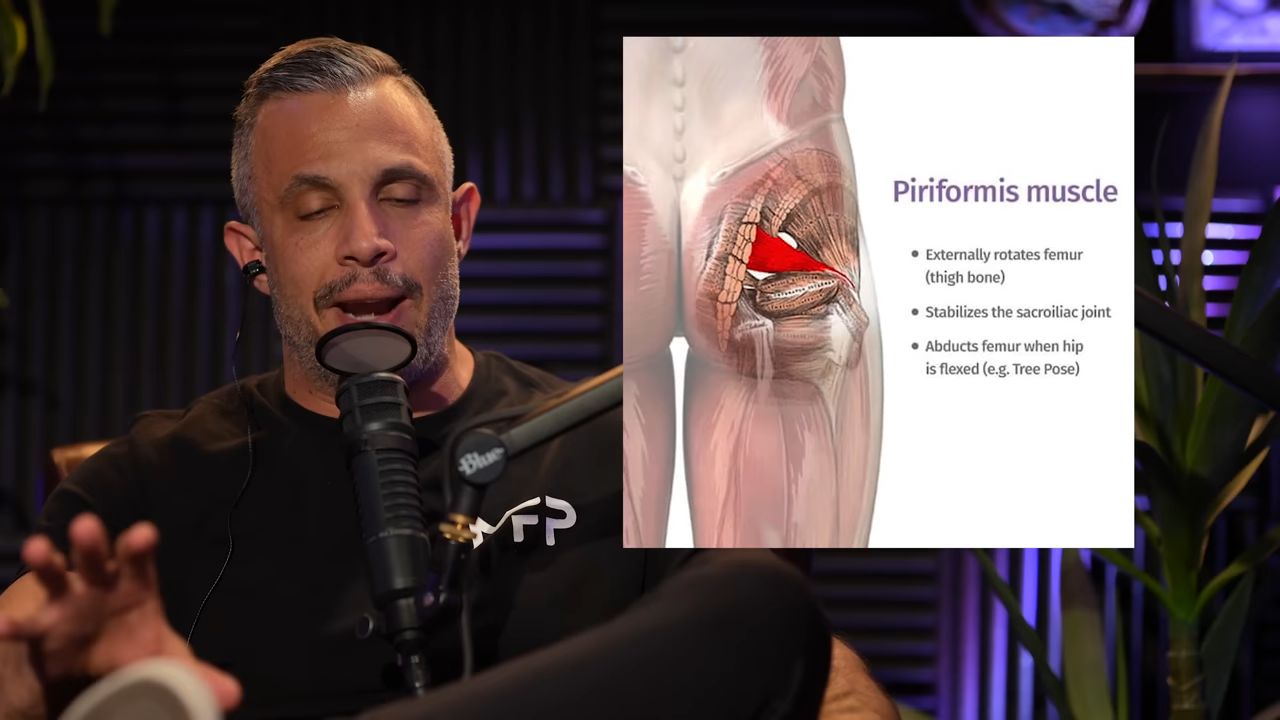 Piriformis muscle
• Externally rotates femur
(thigh bone)
• Stabilizes the sacroiliac joint
• Abducts femur when hip
is flexed (e.g. Tree Pose)
Blue
MFP